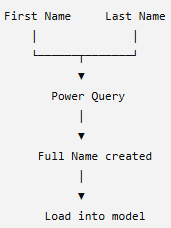 First Name Last Name
Power Query
Full Name created
Load into model